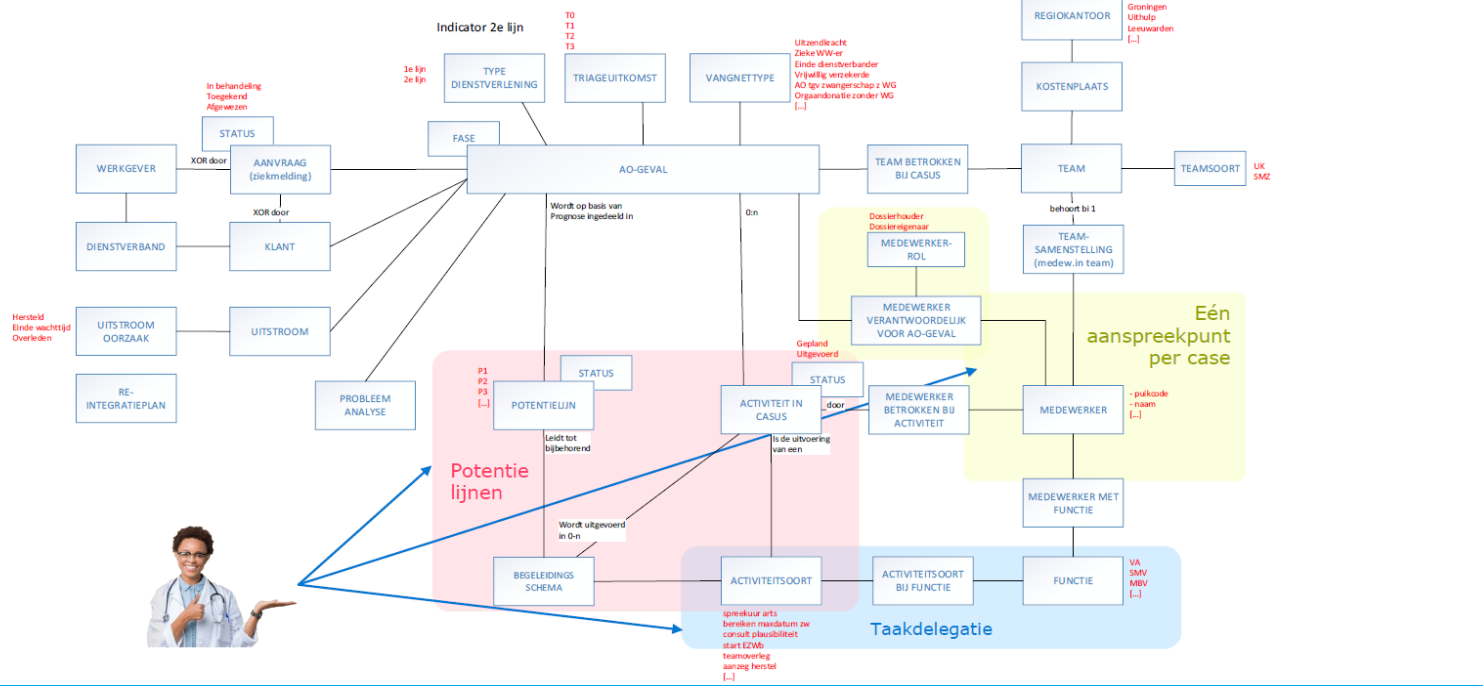 Indicator 2e lijn
T0
T1
T2
T3
1e lijn
2e lijn
TYPE
DIENSTVERLENING
TRIAGEUITKOMST
VANGNETTYPE
Uitzendkracht
Zieke WW-er
Einde dienstverbander
Vrijwillig verzekerde
AO tgv zwangerschap z WG
Orgaandonatie zonder WG
[...]
REGIOKANTOOR
Groningen
Uithulp
Leeuwarden
[...]
KOSTENPLAATS
In behandeling
Toegekend
Afgewezen
STATUS
FASE
WERKGEVER
XOR door
AANVRAAG
(ziekmelding)
AO-GEVAL
TEAM BETROKKEN
BIJ CASUS
TEAM
TEAMSOORT
UK
SMZ
XOR door
DIENSTVERBAND
KLANT
Wordt op basis van
Prognose ingedeeld in
0:n
behoort bi 1
Dossierhouder
Dossiereigenaar
MEDEWERKER-
ROL
TEAM-
SAMENSTELLING
(medew.in team)
Hersteld
Einde wachttijd
Overleden
UITSTROOM
OORZAAK
UITSTROOM
MEDEWERKER
VERANTWOORDELIJK
VOOR AO-GEVAL
Eén
aanspreekpunt
per case
RE-
INTEGRATIEPLAN
PROBLEEM
ANALYSE
P1
P2
P3
[...]
STATUS
POTENTIELIJN
Gepland
Uitgevoerd
STATUS
ACTIVITEIT IN
CASUS
door
MEDEWERKER
BETROKKEN BIJ
ACTIVITEIT
MEDEWERKER
- puikcode
- naam
[...]
Leidt tot
bijbehorend
Is de uitvoering
van een
Potentie
lijnen
Wordt uitgevoerd
in 0-n
MEDEWERKER MET
FUNCTIE
BEGELEIDINGS
SCHEMA
ACTIVITEITSOORT
ACTIVITEITSOORT
BIJ FUNCTIE
FUNCTIE
VA
SMV
MBV
[...]
spreekuur arts
bereiken maxdatum zw
consult plausibiliteit
start EZWb
teamoverleg
aanzeg herstel
[...]
Taakdelegatie